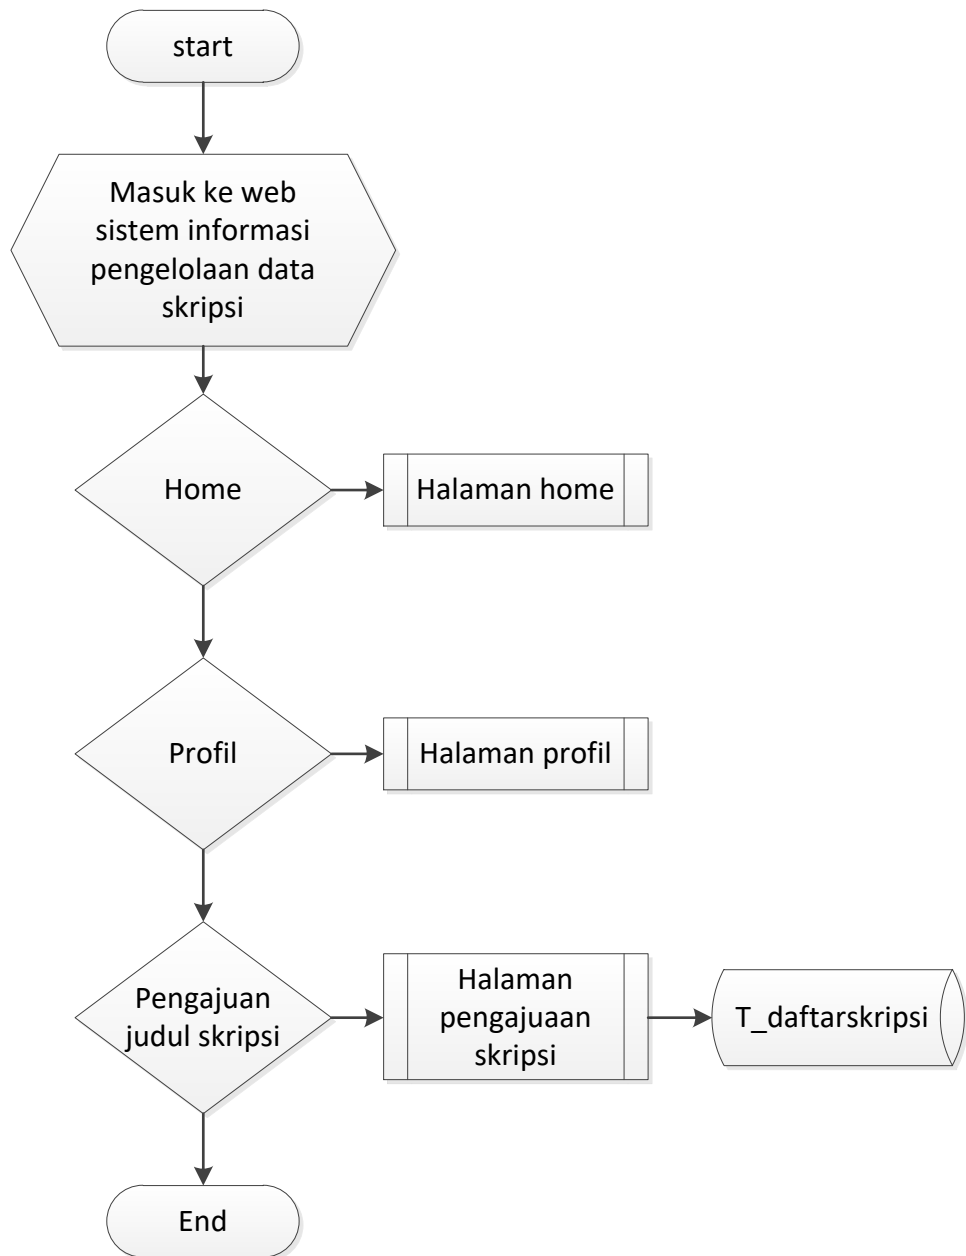 start
Masuk ke web
sistem informasi
pengelolaan data
skripsi
Home
Halaman home
Profil
Halaman profil
Pengajuan
judul skripsi
Halaman
pengajuaan
skripsi
T_daftarskripsi
End